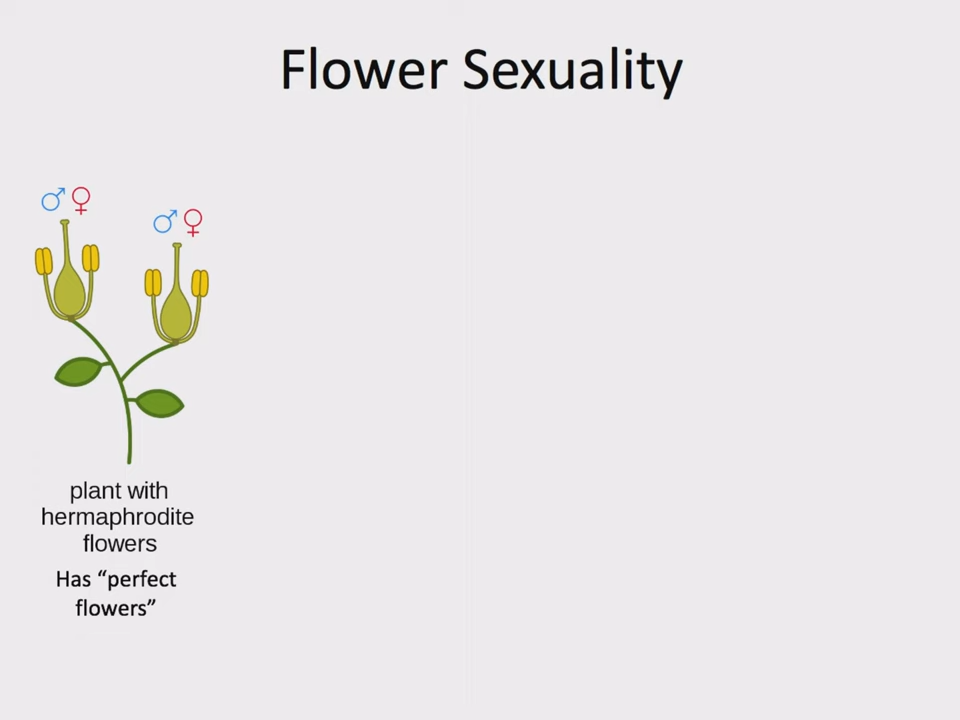 Flower Sexuality
♂♀
♂♀
plant with
hermaphrodite
flowers
Has “perfect
flowers”